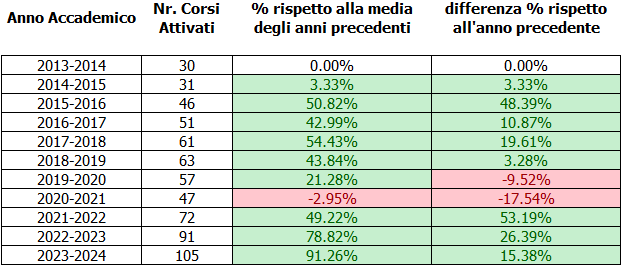 Anno Accademico Nr. Corsi Attivati % rispetto alla media degli anni precedenti differenza % rispetto all'anno precedente
2013-2014 30 0.00% 0.00%
2014-2015 31 3.33% 3.33%
2015-2016 46 50.82% 48.39%
2016-2017 51 42.99% 10.87%
2017-2018 61 54.43% 19.61%
2018-2019 63 43.84% 3.28%
2019-2020 57 21.28% -9.52%
2020-2021 47 -2.95% -17.54%
2021-2022 72 49.22% 53.19%
2022-2023 91 78.82% 26.39%
2023-2024 105 91.26% 15.38%